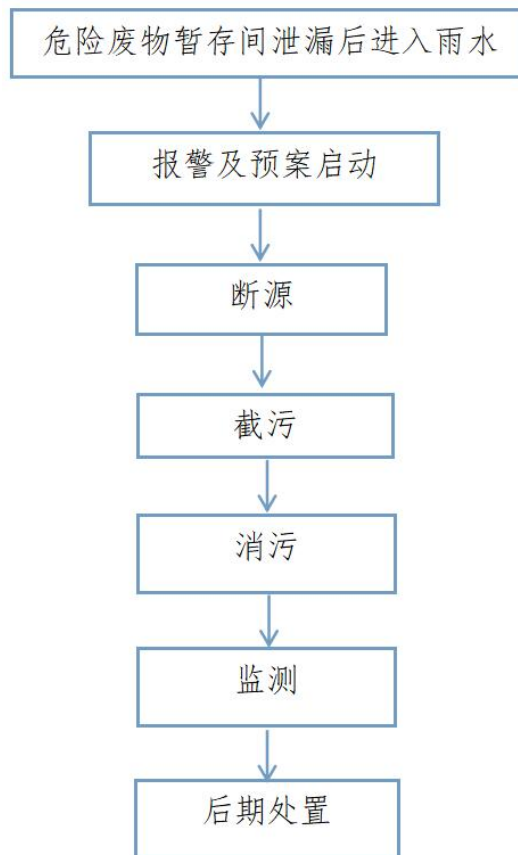 危险废物暂存间泄漏后进入雨水
报警及预案启动
断源
截污
消污
监测
后期处置